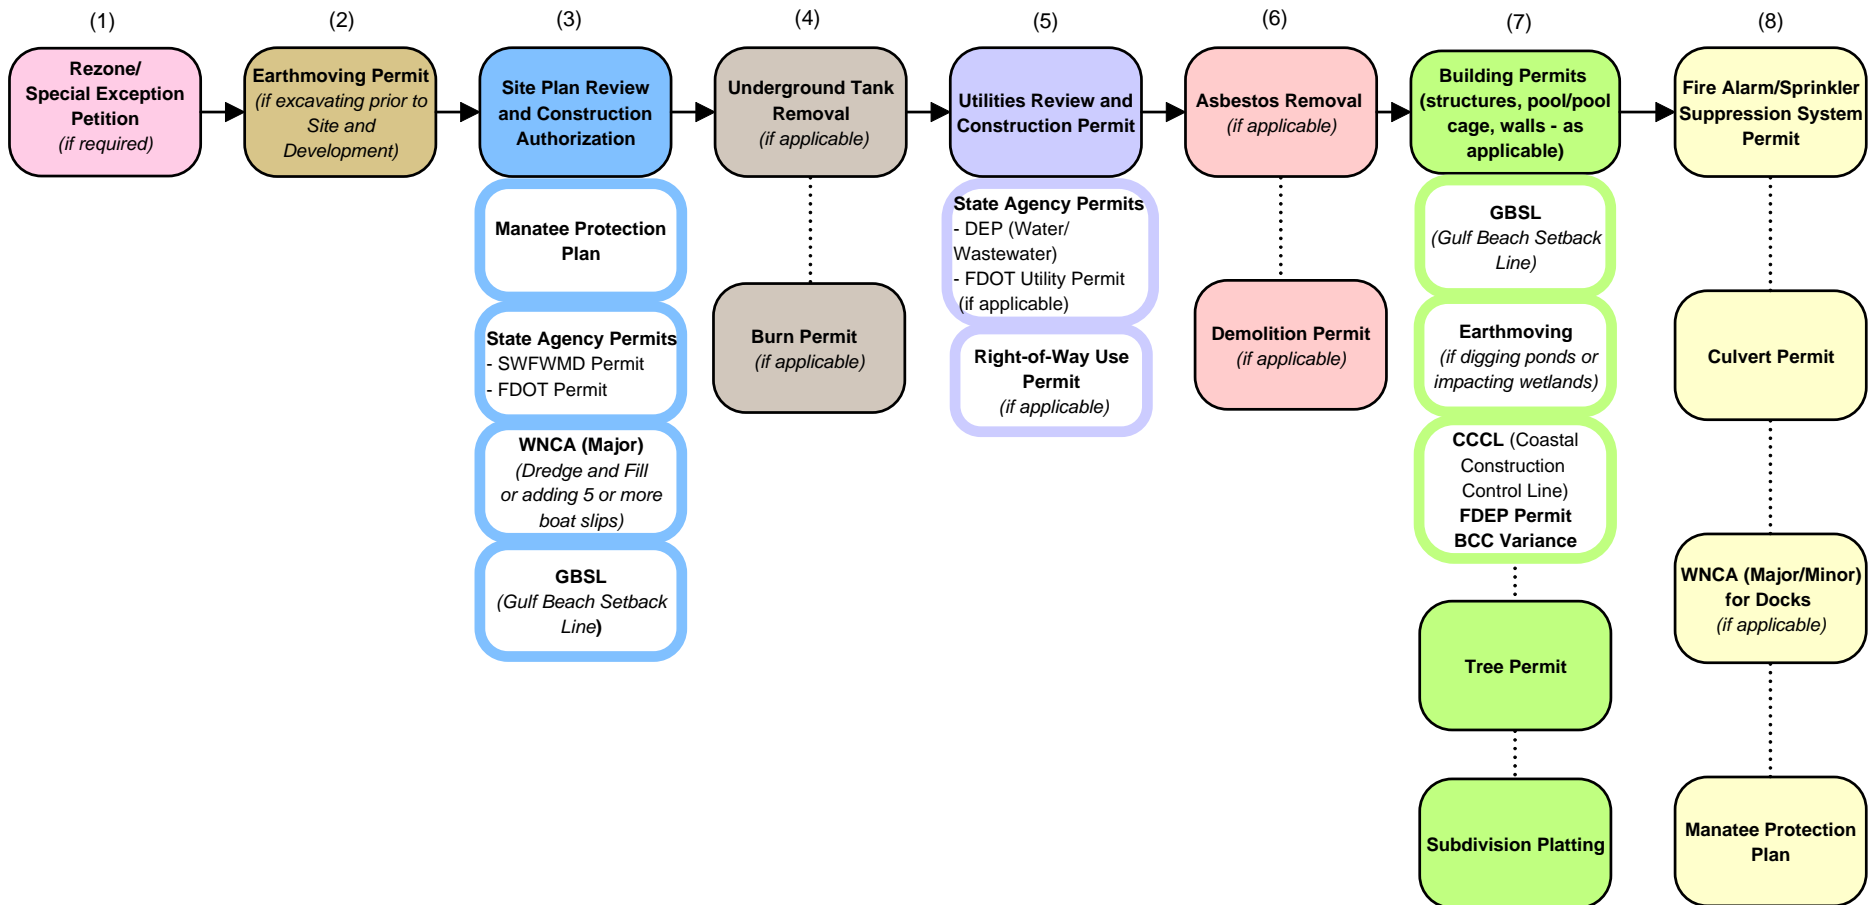 (1)
(2)
(3)
(4)
(5)
(6)
(7)
(8)
Rezone/
Special Exception
Petition
(if required)
Earthmoving Permit
(if excavating prior to
Site and
Development)
Site Plan Review
and Construction
Authorization
Underground Tank
Removal
(if applicable)
Utilities Review and
Construction Permit
Asbestos Removal
(if applicable)
Building Permits
(structures, pool/pool
cage, walls - as
applicable)
Fire Alarm/Sprinkler
Suppression System
Permit
Manatee Protection
Plan
State Agency Permits
- SWFWMD Permit
- FDOT Permit
WNCA (Major)
(Dredge and Fill
or adding 5 or more
boat slips)
GBSL
(Gulf Beach Setback
Line)
Burn Permit
(if applicable)
State Agency Permits
- DEP (Water/
Wastewater)
- FDOT Utility Permit
(if applicable)
Right-of-Way Use
Permit
(if applicable)
Demolition Permit
(if applicable)
GBSL
(Gulf Beach Setback
Line)
Earthmoving
(if digging ponds or
impacting wetlands)
CCCL (Coastal
Construction
Control Line)
FDEP Permit
BCC Variance
Tree Permit
Subdivision Platting
Culvert Permit
WNCA (Major/Minor)
for Docks
(if applicable)
Manatee Protection
Plan